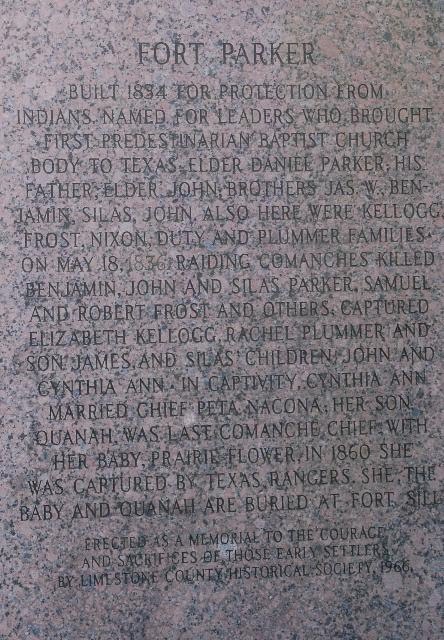 FORT PARKER
BUILT 1834 FOR PROTECTION FROM
INDIANS. NAMED FOR LEADERS WHO BROUGHT
FIRST PREDESTINARIAN BAPTIST CHURCH
BODY TO TEXAS: ELDER DANIEL PARKER, HIS
FATHER, ELDER JOHN; BROTHERS JAS. W., BEN-
JAMIN, SILAS, JOHN. ALSO HERE WERE KELLOGG,
FROST, NIXON, DUTY AND PLUMMER FAMILIES.
ON MAY 18, 1836, RAIDING COMANCHES KILLED
BENJAMIN, JOHN AND SILAS PARKER, SAMUEL
AND ROBERT FROST AND OTHERS; CAPTURED
ELIZABETH KELLOGG, RACHEL PLUMMER AND
SON JAMES, AND SILAS' CHILDREN, JOHN AND
CYNTHIA ANN. IN CAPTIVITY, CYNTHIA ANN
MARRIED CHIEF PETA NACONA; HER SON,
QUANAH, WAS LAST COMANCHE CHIEF. WITH
HER BABY, PRAIRIE FLOWER, IN 1860 SHE
WAS CAPTURED BY TEXAS RANGERS. SHE, THE
BABY AND QUANAH ARE BURIED AT FORT SILL
ERECTED AS A MEMORIAL TO THE COURAGE
AND SACRIFICES OF THOSE EARLY SETTLERS
BY LIMESTONE COUNTY HISTORICAL SOCIETY, 1966.